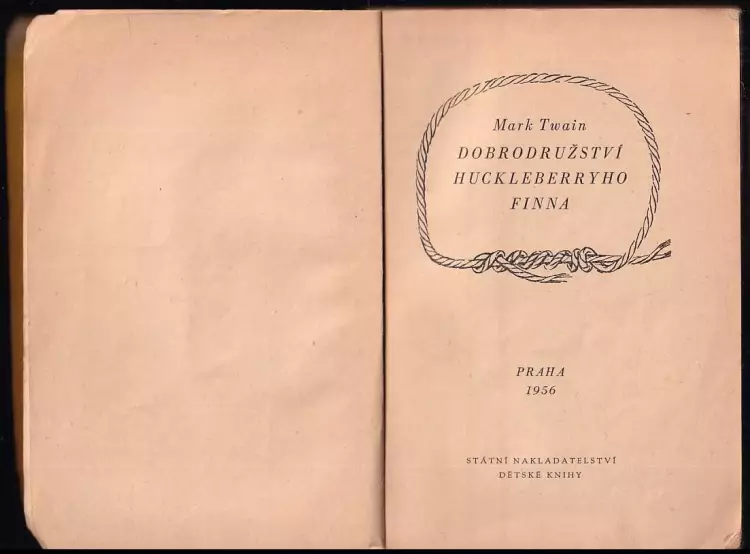 Mark Twain
DOBRODRUŽSTVÍ
HUCKLEBERRYHO
FINNA
PRAHA
1956
STÁTNÍ NAKLADATELSTVÍ
DĚTSKÉ KNIHY